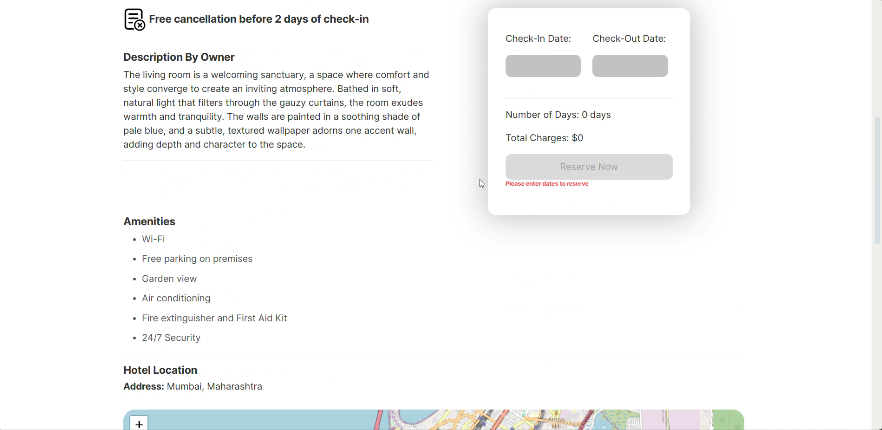 Free cancellation before 2 days of check-in
Description By Owner
The living room is a welcoming sanctuary, a space where comfort and
style converge to create an inviting atmosphere. Bathed in soft,
natural light that filters through the gauzy curtains, the room exudes
warmth and tranquility. The walls are painted in a soothing shade of
pale blue, and a subtle, textured wallpaper adorns one accent wall,
adding depth and character to the space.
Amenities
Wi-Fi
Free parking on premises
Garden view
Air conditioning
Fire extinguisher and First Aid Kit
24/7 Security
Check-In Date: Check-Out Date:
Number of Days: 0 days
Total Charges: $0
Reserve Now
Please enter dates to reserve
Hotel Location
Address: Mumbai, Maharashtra
+